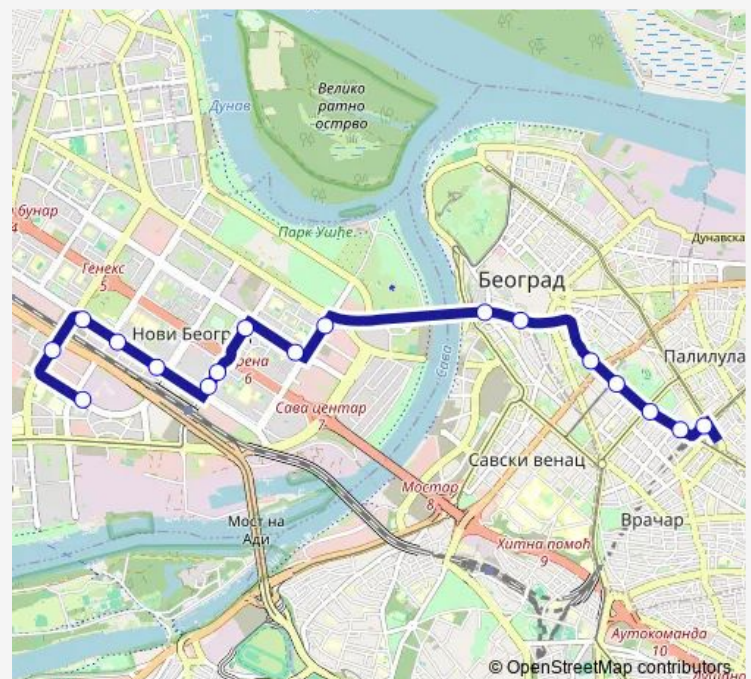 Велико
ратно
острво
Дунав
бунар
4
Парк Ушће
Дунавска
Генекс
5
Београд
Нови Беогр
рена
6
Палилула
Сава
Сава центар
7
Савски венац
Мостар
8
Мост на
Ади
Врачар
Хитна помоћ
9
Аутокоманда
10
© OpenStreetMap contributors